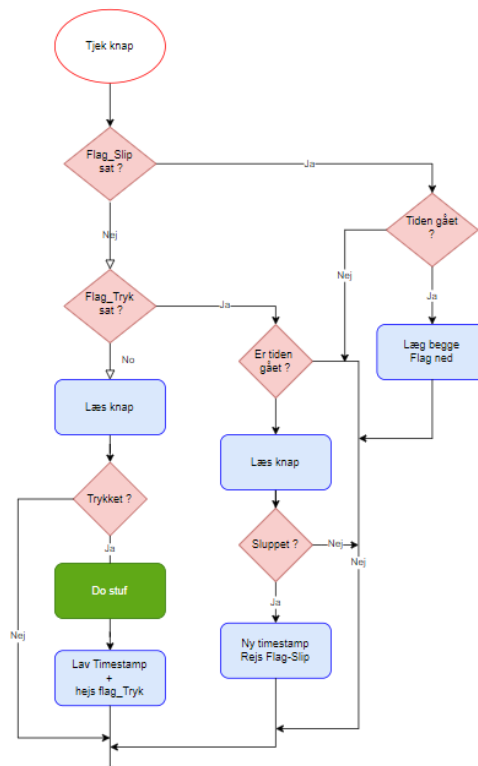 Tjek knap
Flag_Slip
sat ?
Ja
Tiden gået
?
Nej
Nej
Flag_Tryk
sat ?
Ja
Ja
Er tiden
gået ?
Læg begge
Flag ned
No
Læs knap
Læs knap
Trykket ?
Sluppet ?
Nej
Ja
Nej
Do stuf
Ja
Ny timestamp
Rejs Flag-Slip
Nej
Lav Timestamp
+
hejs flag_Tryk